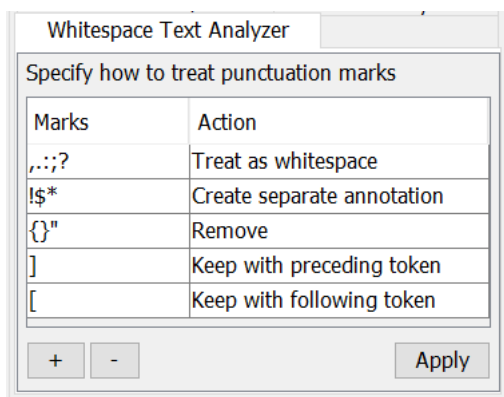 Whitespace Text Analyzer
Specify how to treat punctuation marks
Marks Action
,.:;? Treat as whitespace
!$* Create separate annotation
{}" Remove
] Keep with preceding token
[ Keep with following token
+ - Apply